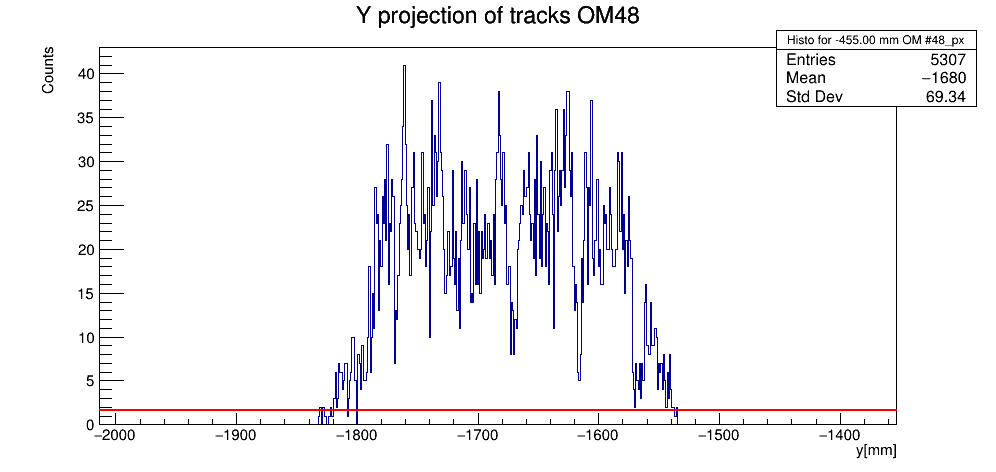 Y projection of tracks OM48
Histo for -455.00 mm OM #48_px
Entries 5307
Mean −1680
Std Dev 69.34
Counts
40
35
30
25
20
15
10
5
0
−2000 −1900 −1800 −1700 −1600 −1500 −1400
y[mm]